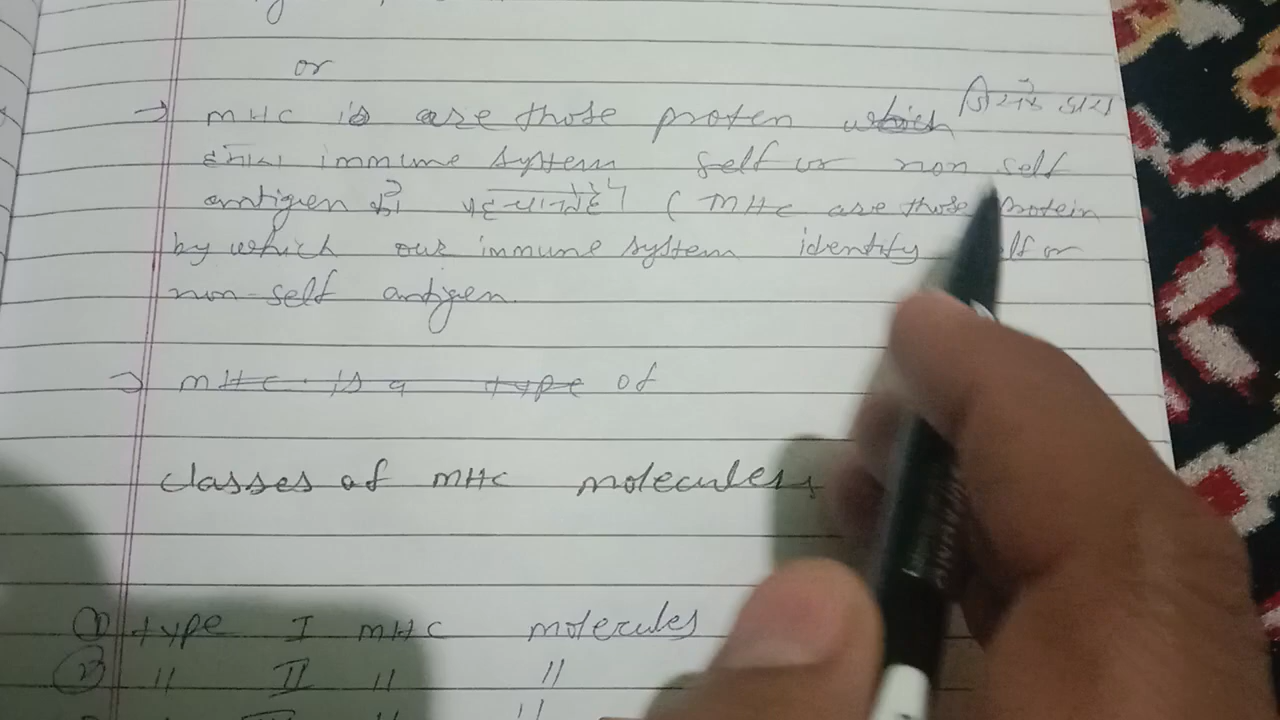 or
→ MHC is are those proten which जिसके द्वारा
हमारा immune system self or non self
antigen को पहचानते हैं। (MHC are those Protein
by which our immune system identify self or
non-self antigen.
→ MHC is a type of
classes of MHC molecules
① type I MHC molecules
② " II " "
" "